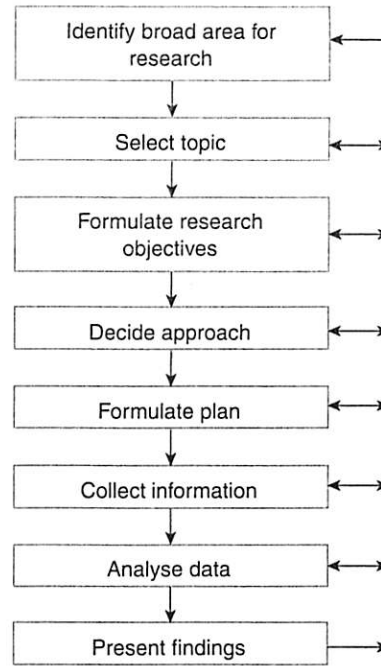 Identify broad area for
research
Select topic
Formulate research
objectives
Decide approach
Formulate plan
Collect information
Analyse data
Present findings